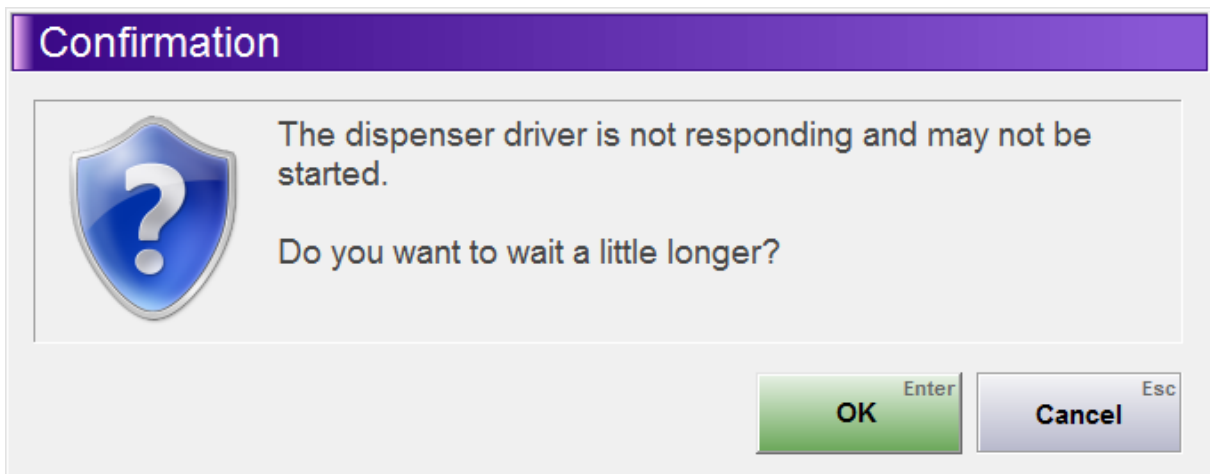 Confirmation
The dispenser driver is not responding and may not be
started.
Do you want to wait a little longer?
OK Enter
Cancel Esc